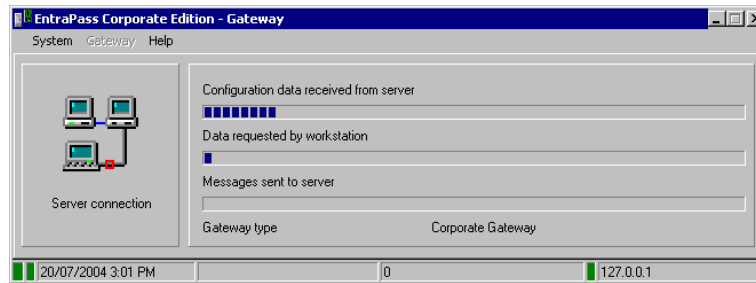 EntraPass Corporate Edition - Gateway
System Gateway Help
Configuration data received from server
Data requested by workstation
Messages sent to server
Server connection
Gateway type Corporate Gateway
20/07/2004 3:01 PM 0 127.0.0.1